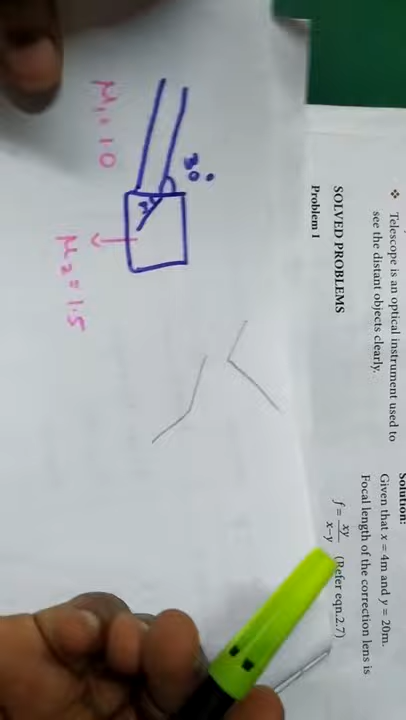 ❖ Telescope is an optical instrument used to
see the distant objects clearly.
SOLVED PROBLEMS
Problem 1
Solution:
Given that x = 4m and y = 20m.
Focal length of the correction lens is
f = xy / x–y (Refer eqn.2.7)
30°
r
μ₁ = 1.0
μ₂ = 1.5